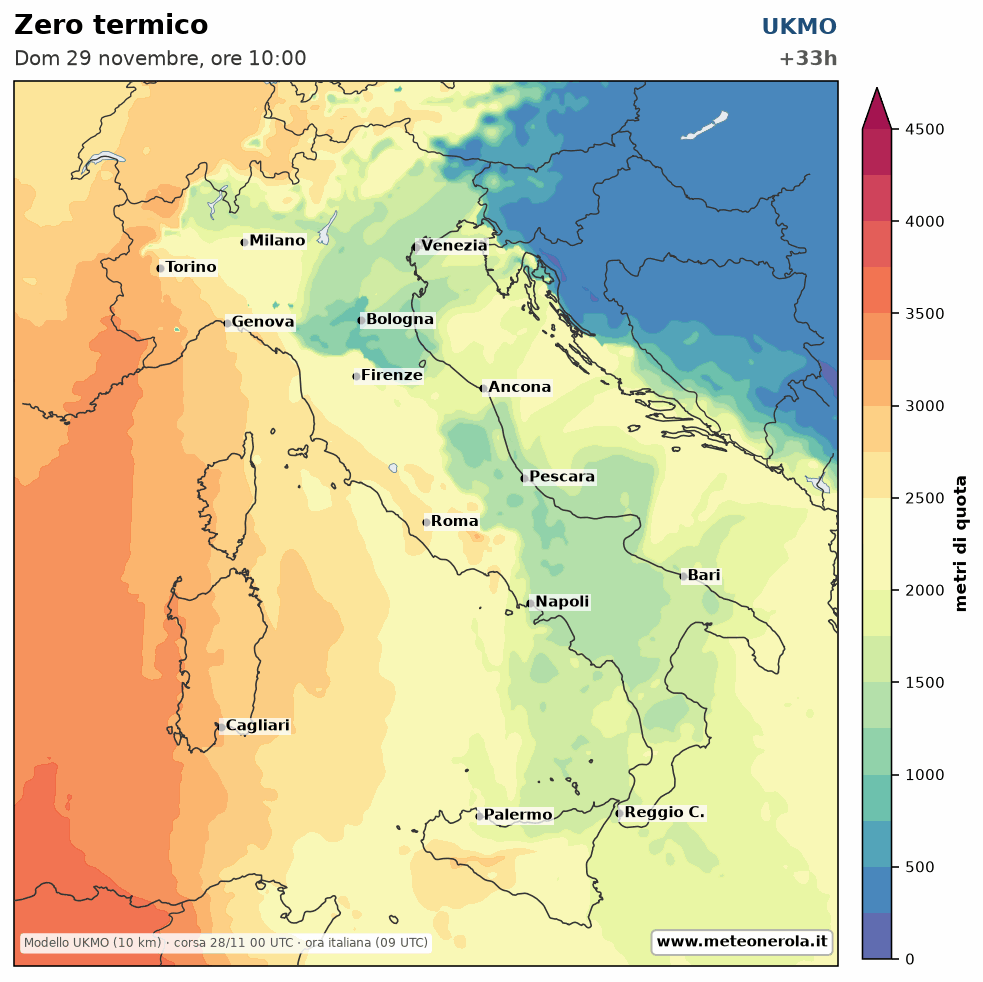 Zero termico
UKMO
Dom 29 novembre, ore 10:00
+33h
Milano
Venezia
Torino
Genova
Bologna
Firenze
Ancona
Pescara
Roma
Bari
Napoli
Cagliari
Palermo
Reggio C.
4500
4000
3500
3000
2500
2000
1500
1000
500
0
metri di quota
Modello UKMO (10 km) · corsa 28/11 00 UTC · ora italiana (09 UTC)
www.meteonerola.it